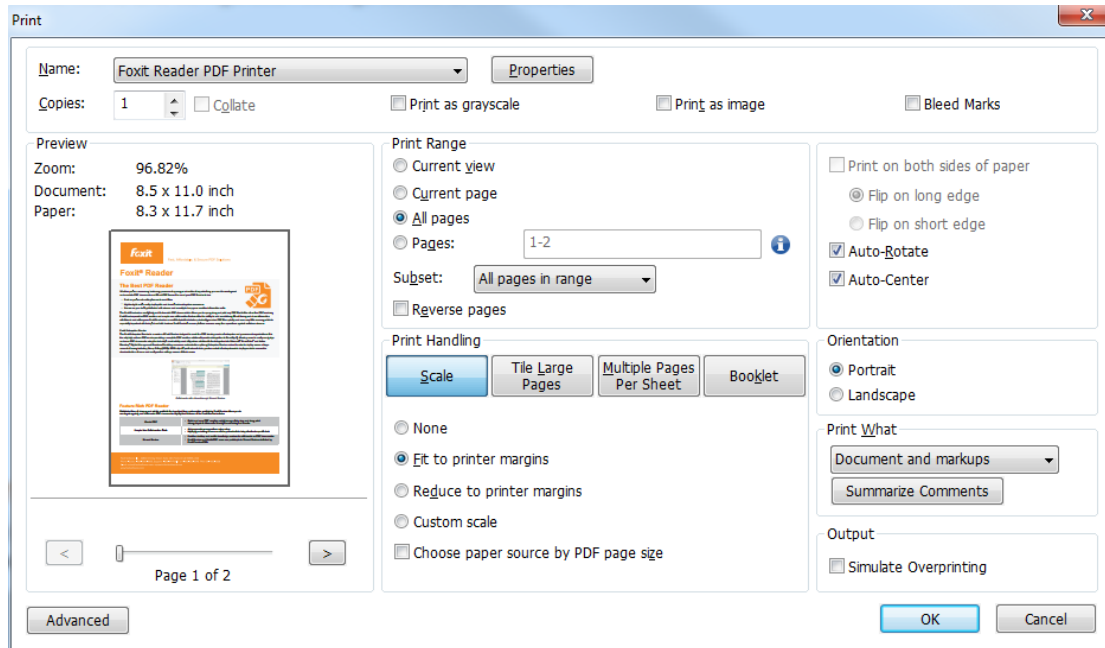 Print
Name: Foxit Reader PDF Printer Properties
Copies: 1 Collate Print as grayscale Print as image Bleed Marks
Preview
Zoom: 96.82%
Document: 8.5 x 11.0 inch
Paper: 8.3 x 11.7 inch
foxit
Foxit® Reader
The Best PDF Reader
PDF
< >
Page 1 of 2
Print Range
Current view
Current page
All pages
Pages: 1-2
Subset: All pages in range
Reverse pages
Print on both sides of paper
Flip on long edge
Flip on short edge
Auto-Rotate
Auto-Center
Print Handling
Scale
Tile Large
Pages
Multiple Pages
Per Sheet
Booklet
None
Fit to printer margins
Reduce to printer margins
Custom scale
Choose paper source by PDF page size
Orientation
Portrait
Landscape
Print What
Document and markups
Summarize Comments
Output
Simulate Overprinting
Advanced OK Cancel